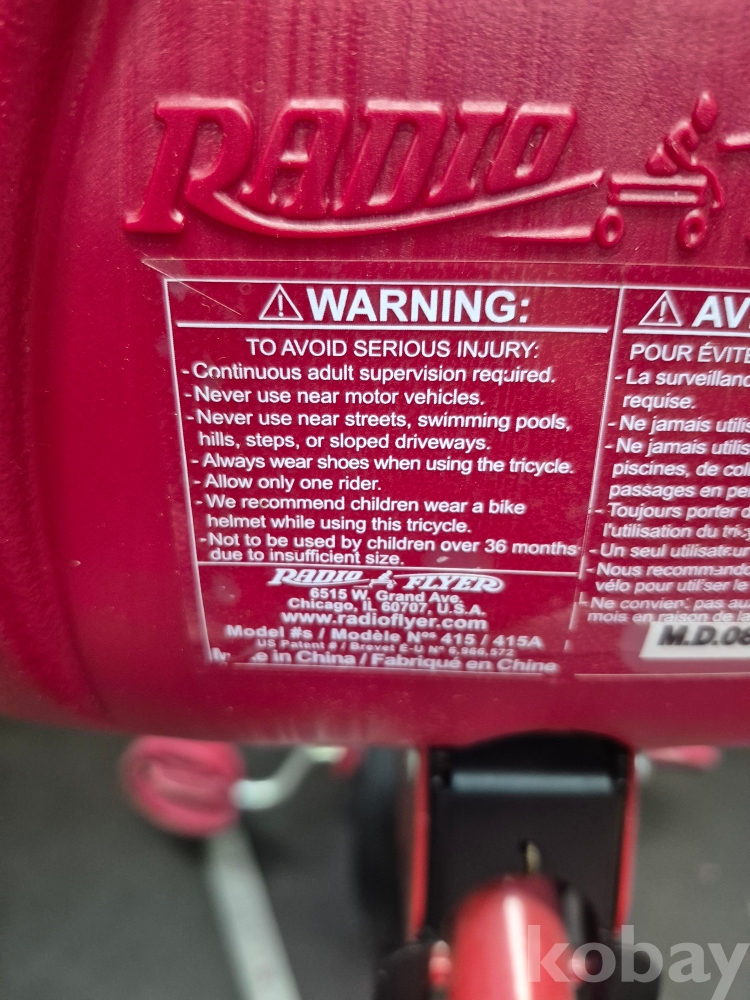 RADIO
WARNING:
TO AVOID SERIOUS INJURY:
-Continuous adult supervision required.
-Never use near motor vehicles.
-Never use near streets, swimming pools,
hills, steps, or sloped driveways.
-Always wear shoes when using the tricycle.
-Allow only one rider.
-We recommend children wear a bike
helmet while using this tricycle.
-Not to be used by children over 36 months
due to insufficient size.
RADIO FLYER
6515 W. Grand Ave.
Chicago, IL 60707, U.S.A.
www.radioflyer.com
Model #s / Modèle Nos 415 / 415A
US Patent # / Brevet E-U N° 6,966,572
e in China / Fabriqué en Chine
AV
POUR ÉVITE
-La surveillanc
requise.
-Ne jamais utilis
-Ne jamais utilis
piscines, de col
passages en pe
-Toujours porter d
l'utilisation du tric
-Un seul utilisateur
-Nous recommando
vélo pour utiliser le
-Ne convient pas au
mois en raison de la
M.D.08
kobay